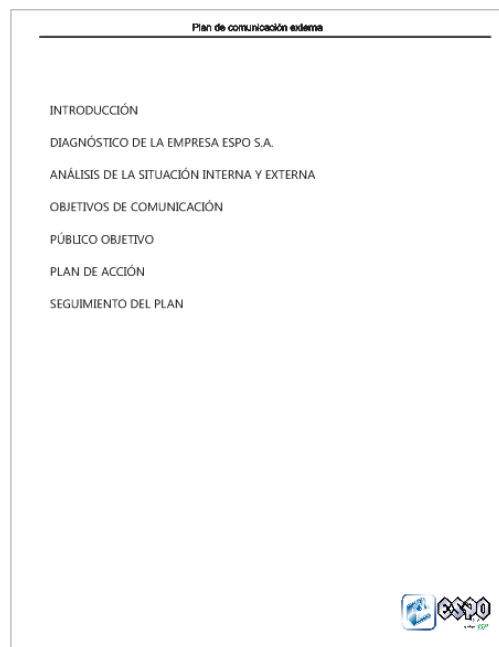 Plan de comunicación externa
INTRODUCCIÓN
DIAGNÓSTICO DE LA EMPRESA ESPO S.A.
ANÁLISIS DE LA SITUACIÓN INTERNA Y EXTERNA
OBJETIVOS DE COMUNICACIÓN
PÚBLICO OBJETIVO
PLAN DE ACCIÓN
SEGUIMIENTO DEL PLAN
ESPO